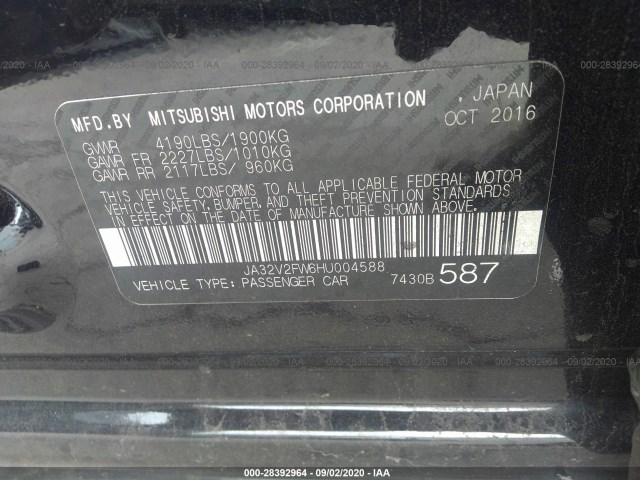 000-28392964 - 09/02/2020 - IAA
MFD. BY MITSUBISHI MOTORS CORPORATION , JAPAN
OCT 2016
GVWR 4190LBS/1900KG
GAWR FR 2227LBS/1010KG
GAWR RR 2117LBS/ 960KG
THIS VEHICLE CONFORMS TO ALL APPLICABLE FEDERAL MOTOR
VEHICLE SAFETY, BUMPER, AND THEFT PREVENTION STANDARDS
IN EFFECT ON THE DATE OF MANUFACTURE SHOWN ABOVE.
JA32V2FW6HU004588
VEHICLE TYPE: PASSENGER CAR 7430B 587
000-28392964 - 09/02/2020 - IAA